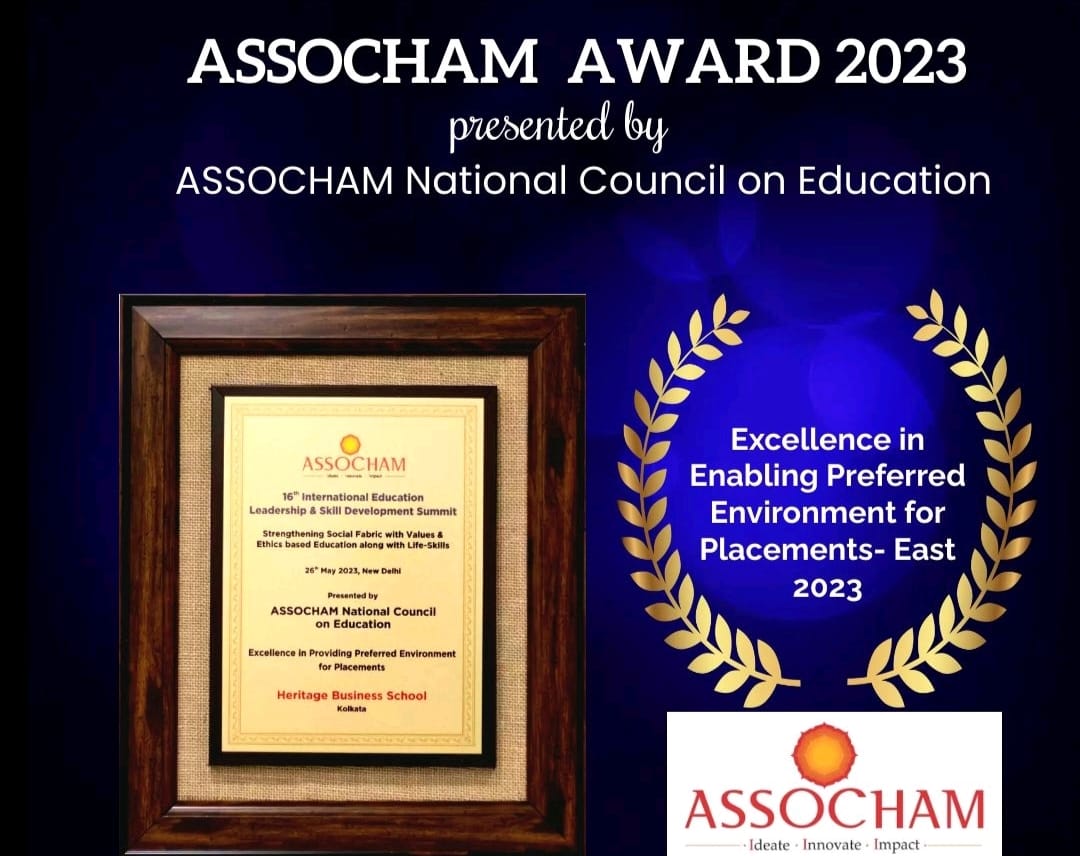 ASSOCHAM AWARD 2023
presented by
ASSOCHAM National Council on Education
ASSOCHAM
Ideate · Innovate · Impact
16th International Education
Leadership & Skill Development Summit
Strengthening Social Fabric with Values &
Ethics based Education along with Life-Skills
26th May 2023, New Delhi
Presented by
ASSOCHAM National Council
on Education
Excellence in Providing Preferred Environment
for Placements
Heritage Business School
Kolkata
Excellence in
Enabling Preferred
Environment for
Placements- East
2023
ASSOCHAM
· Ideate · Innovate · Impact ·